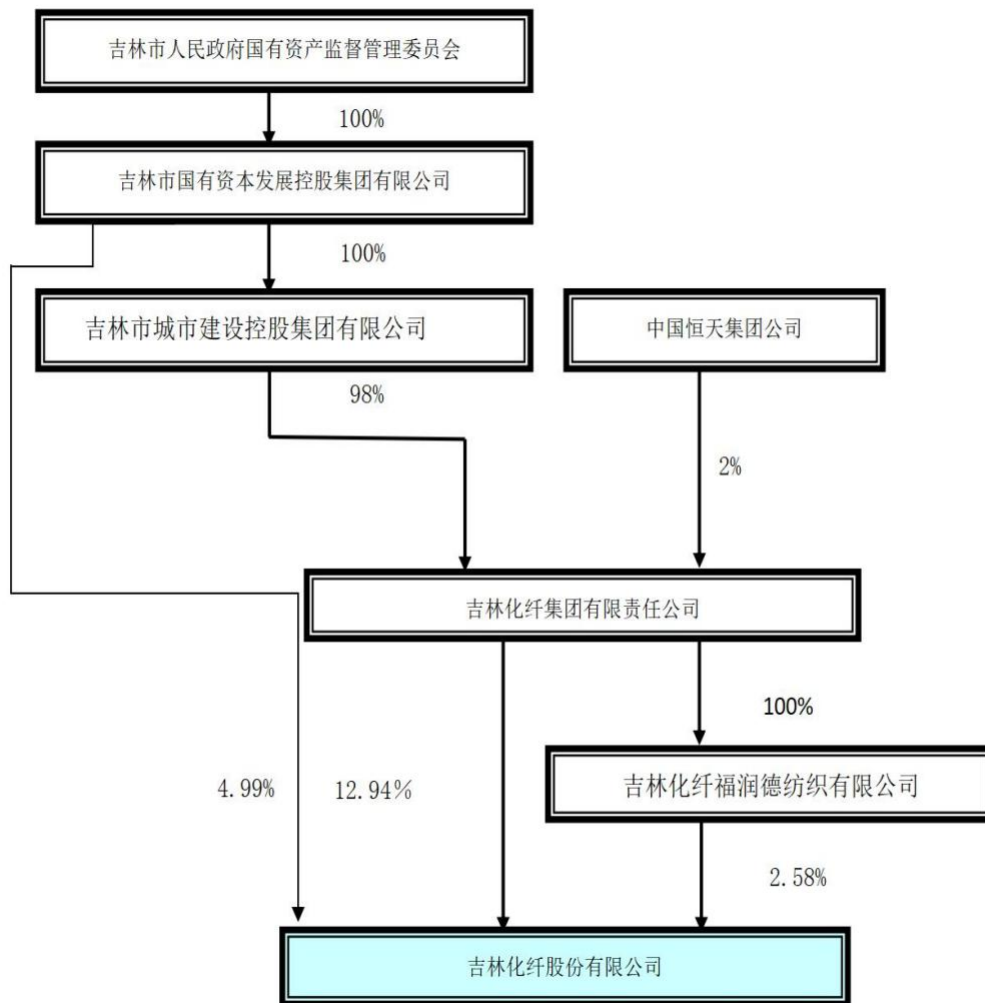 吉林市人民政府国有资产监督管理委员会
100%
吉林市国有资本发展控股集团有限公司
100%
吉林市城市建设控股集团有限公司
中国恒天集团公司
98%
2%
吉林化纤集团有限责任公司
100%
4.99%
12.94%
吉林化纤福润德纺织有限公司
2.58%
吉林化纤股份有限公司